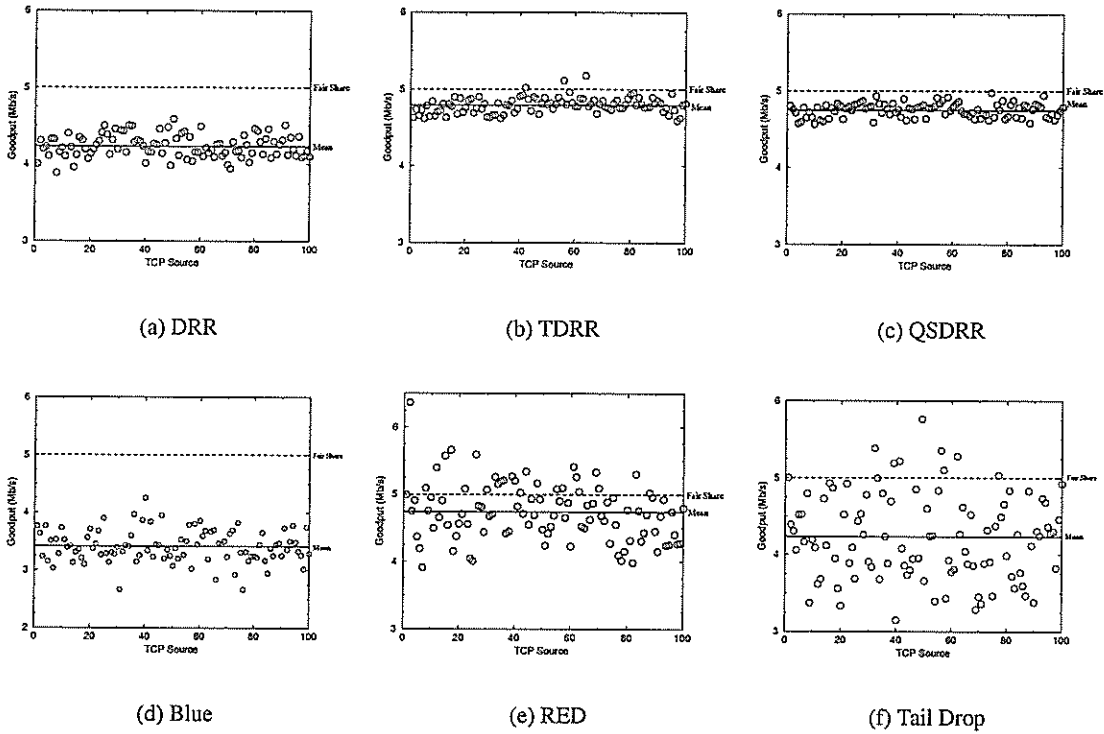 6
5
4
3
Goodput (Mb/s)
0 20 40 60 80 100
TCP Source
Fair Share
Mean
(a) DRR
6
5
4
3
Goodput (Mb/s)
0 20 40 60 80 100
TCP Source
Fair Share
Mean
(b) TDRR
6
5
4
3
Goodput (Mb/s)
0 20 40 60 80 100
TCP Source
Fair Share
Mean
(c) QSDRR
6
5
4
3
2
Goodput (Mb/s)
0 20 40 60 80 100
TCP Source
Fair Share
Mean
(d) Blue
6
5
4
3
Goodput (Mb/s)
0 20 40 60 80 100
TCP Source
Fair Share
Mean
(e) RED
6
5
4
3
Goodput (Mb/s)
0 20 40 60 80 100
TCP Source
Fair Share
Mean
(f) Tail Drop